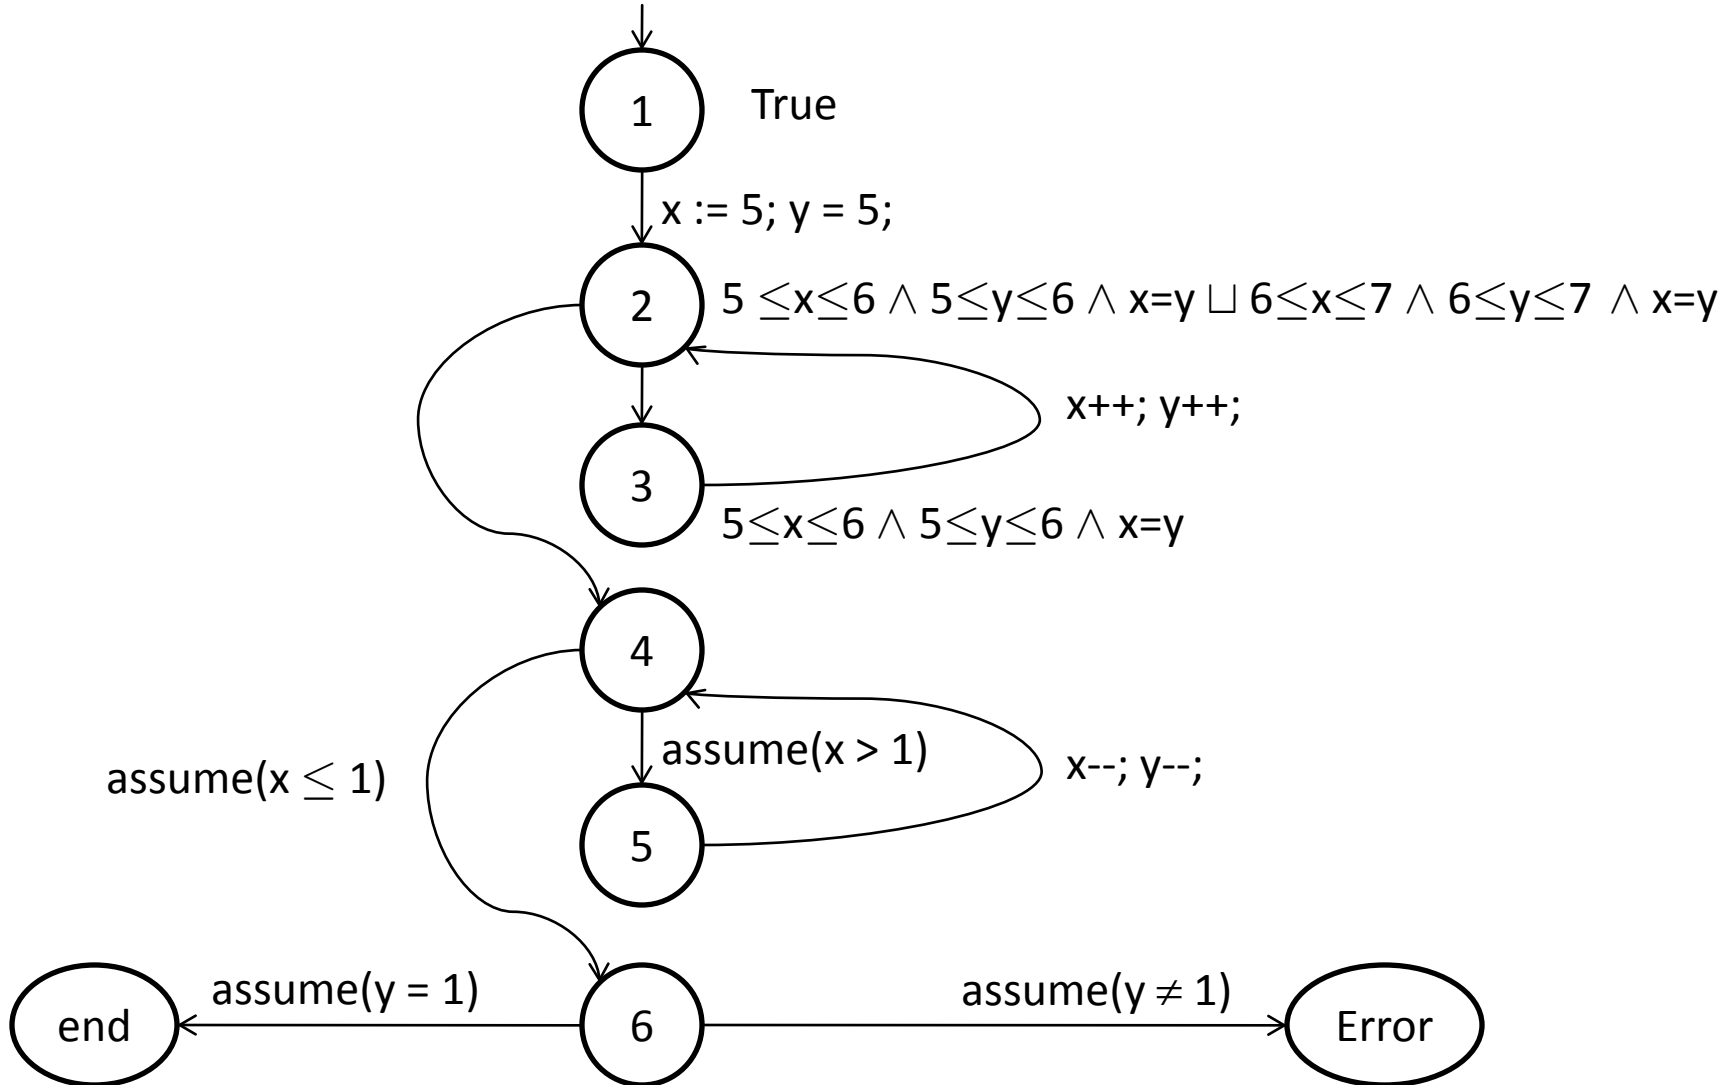 1
True
x := 5; y = 5;
2
5 ≤x≤6 ∧ 5≤y≤6 ∧ x=y ⊔ 6≤x≤7 ∧ 6≤y≤7 ∧ x=y
x++; y++;
3
5≤x≤6 ∧ 5≤y≤6 ∧ x=y
4
assume(x > 1)
assume(x ≤ 1)
x--; y--;
5
assume(y = 1)
assume(y ≠ 1)
end
6
Error